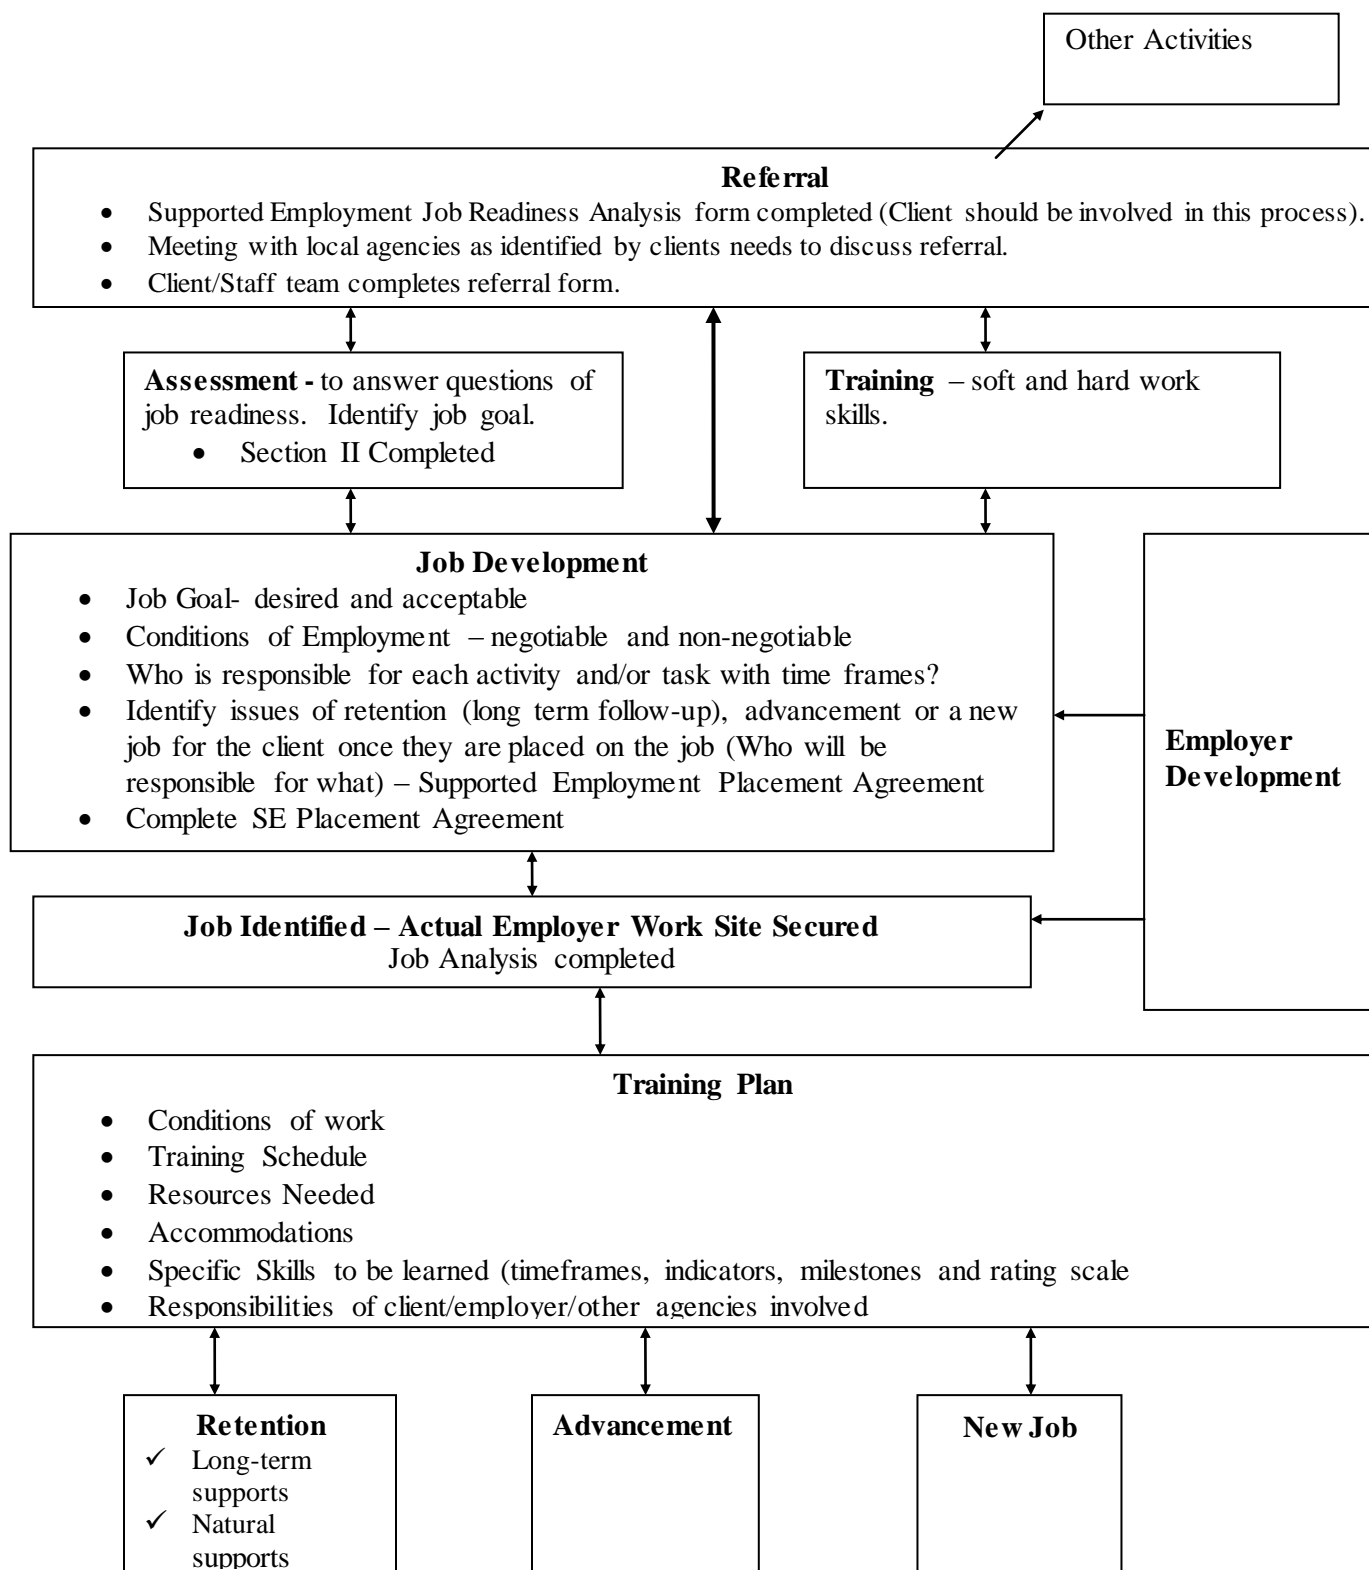 Other Activities
Referral
• Supported Employment Job Readiness Analysis form completed (Client should be involved in this process).
• Meeting with local agencies as identified by clients needs to discuss referral.
• Client/Staff team completes referral form.
Assessment - to answer questions of
job readiness. Identify job goal.
• Section II Completed
Training – soft and hard work
skills.
Job Development
• Job Goal- desired and acceptable
• Conditions of Employment – negotiable and non-negotiable
• Who is responsible for each activity and/or task with time frames?
• Identify issues of retention (long term follow-up), advancement or a new
job for the client once they are placed on the job (Who will be
responsible for what) – Supported Employment Placement Agreement
• Complete SE Placement Agreement
Employer
Development
Job Identified – Actual Employer Work Site Secured
Job Analysis completed
Training Plan
• Conditions of work
• Training Schedule
• Resources Needed
• Accommodations
• Specific Skills to be learned (timeframes, indicators, milestones and rating scale
• Responsibilities of client/employer/other agencies involved
Retention
✓ Long-term
supports
✓ Natural
supports
Advancement
New Job